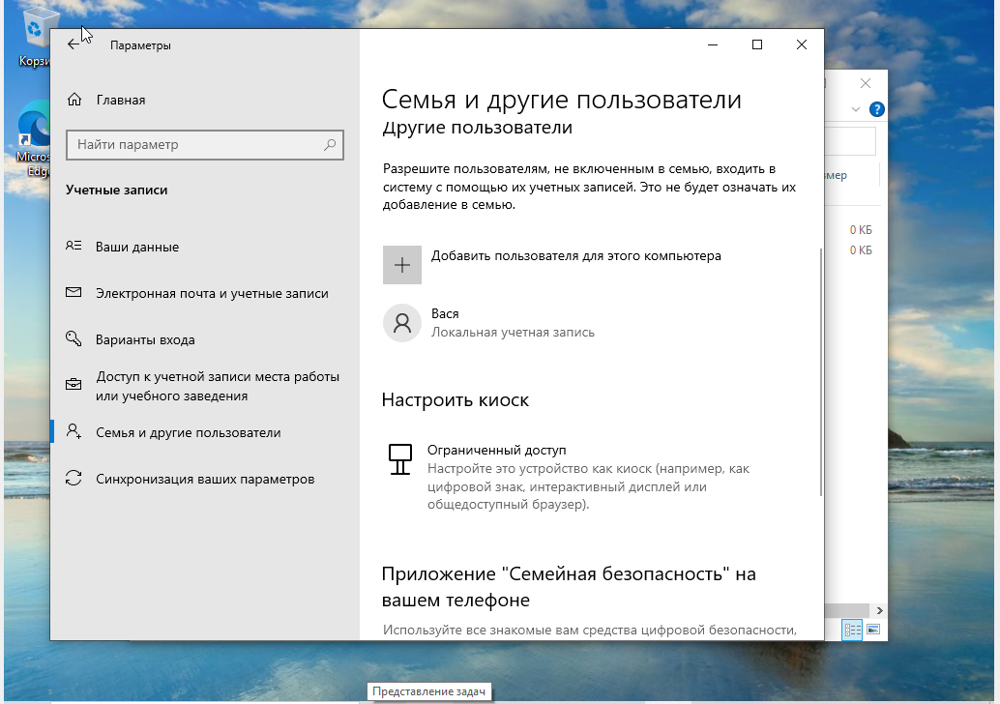 Корзи
Micros
Edge
Параметры
Главная
Найти параметр
Учетные записи
Ваши данные
Электронная почта и учетные записи
Варианты входа
Доступ к учетной записи места работы
или учебного заведения
Семья и другие пользователи
Синхронизация ваших параметров
Семья и другие пользователи
Другие пользователи
Разрешите пользователям, не включенным в семью, входить в
систему с помощью их учетных записей. Это не будет означать их
добавление в семью.
Добавить пользователя для этого компьютера
Вася
Локальная учетная запись
Настроить киоск
Ограниченный доступ
Настройте это устройство как киоск (например, как
цифровой знак, интерактивный дисплей или
общедоступный браузер).
Приложение "Семейная безопасность" на
вашем телефоне
Используйте все знакомые вам средства цифровой безопасности,
?
змер
0 КБ
0 КБ
Представление задач